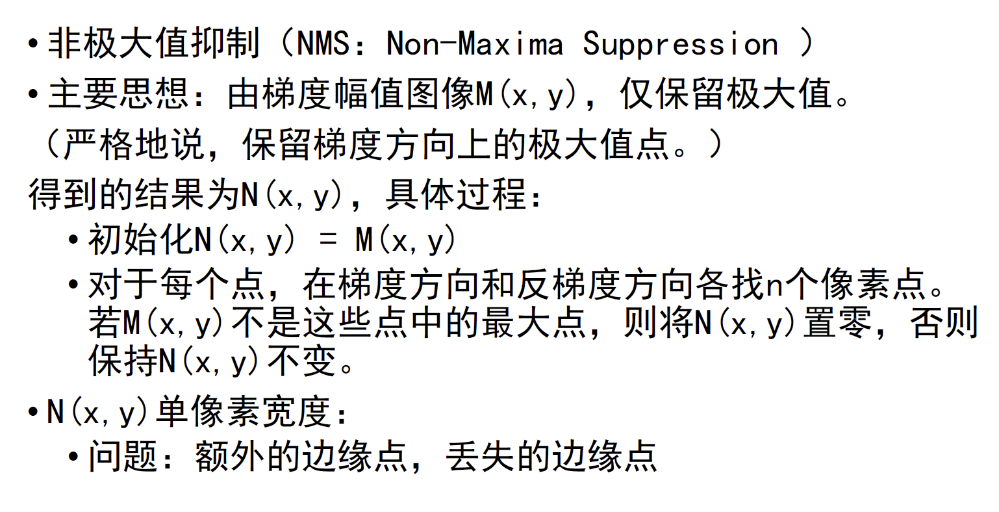 • 非极大值抑制（NMS：Non-Maxima Suppression ）
• 主要思想：由梯度幅值图像M(x,y)，仅保留极大值。
（严格地说，保留梯度方向上的极大值点。）
得到的结果为N(x,y)，具体过程：
• 初始化N(x,y) = M(x,y)
• 对于每个点，在梯度方向和反梯度方向各找n个像素点。
若M(x,y)不是这些点中的最大点，则将N(x,y)置零，否则
保持N(x,y)不变。
• N(x,y)单像素宽度：
• 问题：额外的边缘点，丢失的边缘点